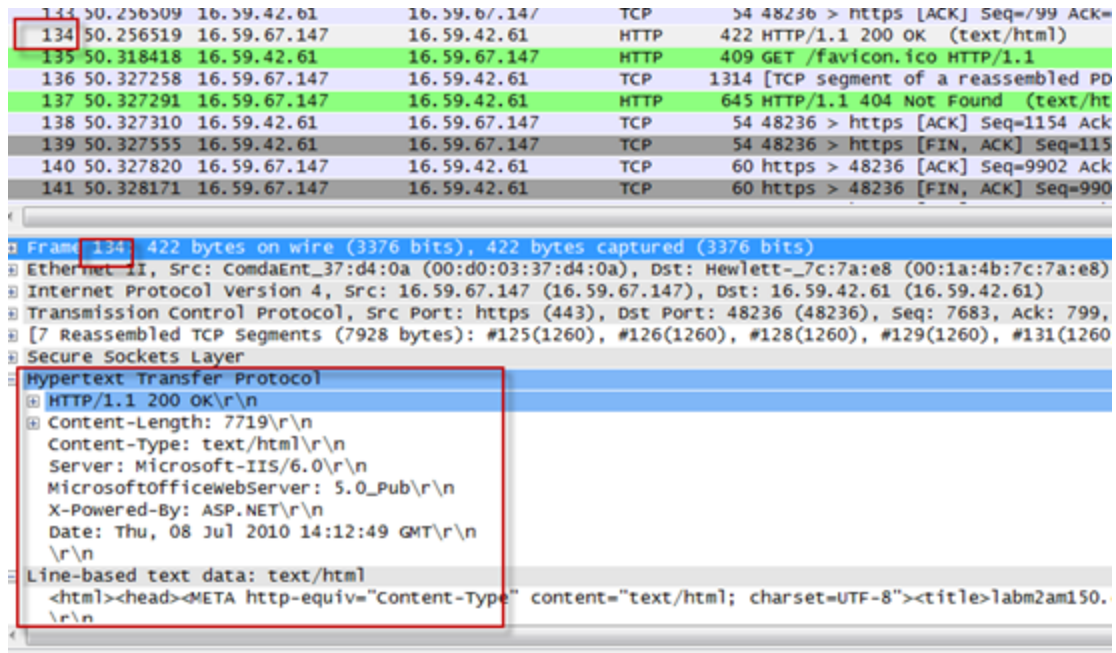 133 50.256509 16.59.42.61 16.59.67.147 TCP 54 48236 > https [ACK] Seq=799 Ack=
134 50.256519 16.59.67.147 16.59.42.61 HTTP 422 HTTP/1.1 200 OK (text/html)
135 50.318418 16.59.42.61 16.59.67.147 HTTP 409 GET /favicon.ico HTTP/1.1
136 50.327258 16.59.67.147 16.59.42.61 TCP 1314 [TCP segment of a reassembled PD
137 50.327291 16.59.67.147 16.59.42.61 HTTP 645 HTTP/1.1 404 Not Found (text/ht
138 50.327310 16.59.42.61 16.59.67.147 TCP 54 48236 > https [ACK] Seq=1154 Ack
139 50.327555 16.59.42.61 16.59.67.147 TCP 54 48236 > https [FIN, ACK] Seq=115
140 50.327820 16.59.67.147 16.59.42.61 TCP 60 https > 48236 [ACK] Seq=9902 Ack
141 50.328171 16.59.67.147 16.59.42.61 TCP 60 https > 48236 [FIN, ACK] Seq=990
Frame 134: 422 bytes on wire (3376 bits), 422 bytes captured (3376 bits)
Ethernet II, Src: ComdaEnt_37:d4:0a (00:d0:03:37:d4:0a), Dst: Hewlett-_7c:7a:e8 (00:1a:4b:7c:7a:e8)
Internet Protocol Version 4, Src: 16.59.67.147 (16.59.67.147), Dst: 16.59.42.61 (16.59.42.61)
Transmission Control Protocol, Src Port: https (443), Dst Port: 48236 (48236), Seq: 7683, Ack: 799,
[7 Reassembled TCP Segments (7928 bytes): #125(1260), #126(1260), #128(1260), #129(1260), #131(1260
Secure Sockets Layer
Hypertext Transfer Protocol
HTTP/1.1 200 OK\r\n
Content-Length: 7719\r\n
Content-Type: text/html\r\n
Server: Microsoft-IIS/6.0\r\n
MicrosoftOfficeWebServer: 5.0_Pub\r\n
X-Powered-By: ASP.NET\r\n
Date: Thu, 08 Jul 2010 14:12:49 GMT\r\n
\r\n
Line-based text data: text/html
<html><head><META http-equiv="Content-Type" content="text/html; charset=UTF-8"><title>labm2am150.
\r\n